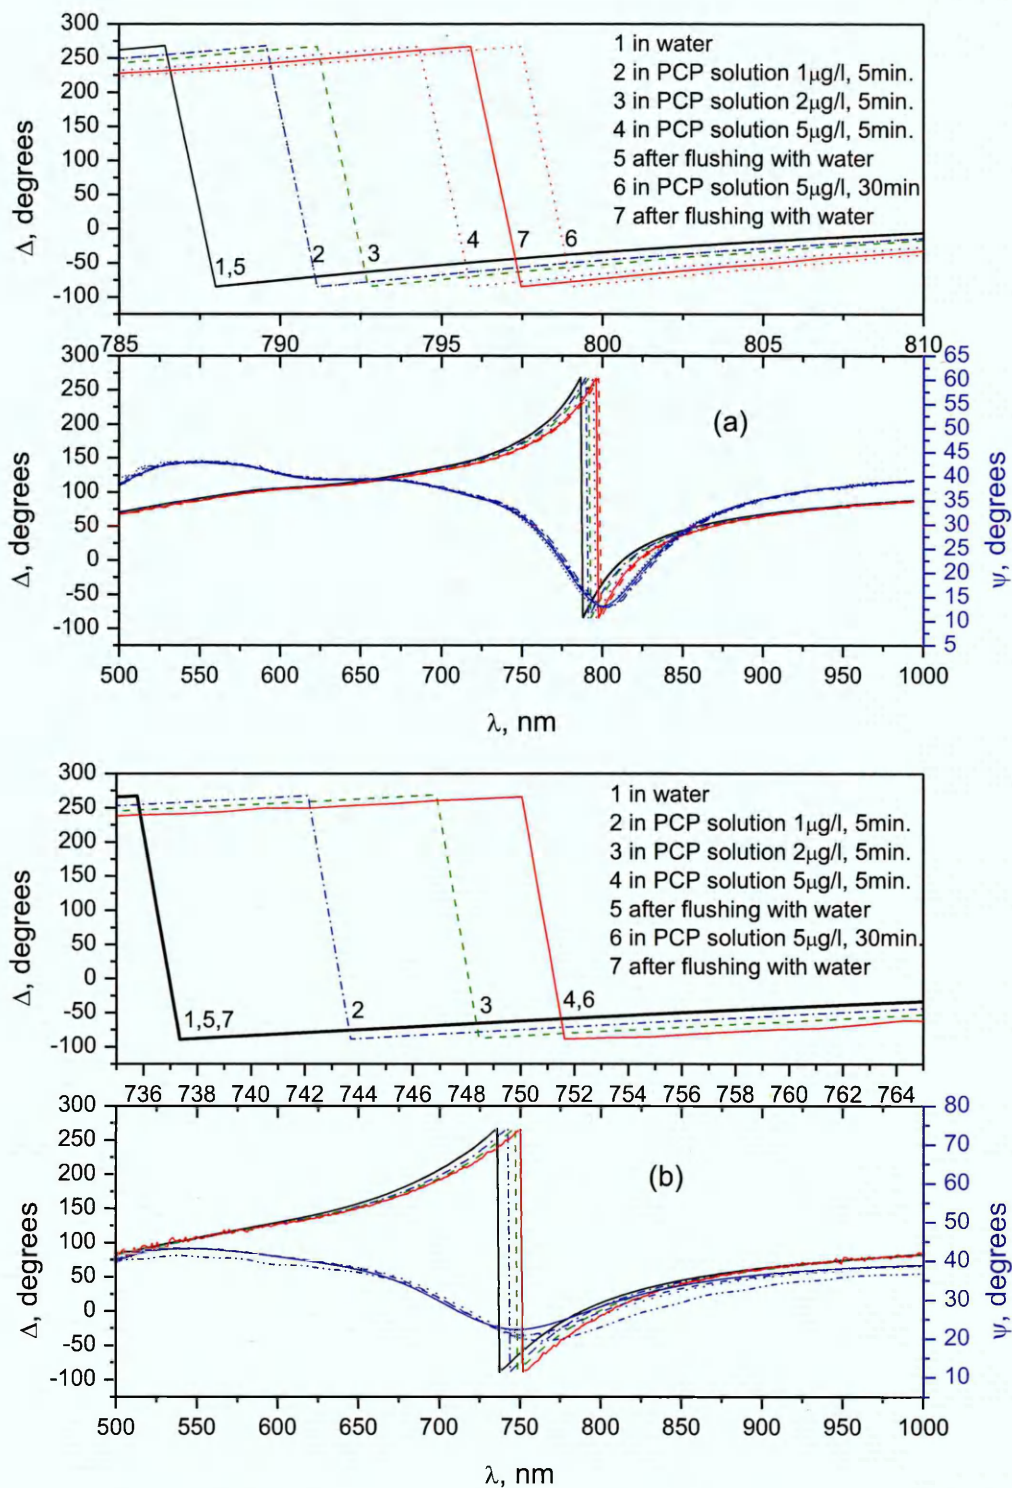 300
250
200
150
100
50
0
-50
-100
Δ, degrees
1 in water
2 in PCP solution 1μg/l, 5min.
3 in PCP solution 2μg/l, 5min.
4 in PCP solution 5μg/l, 5min.
5 after flushing with water
6 in PCP solution 5μg/l, 30min
7 after flushing with water
1,5 2 3 4 7 6
785 790 795 800 805 810
300
250
200
150
100
50
0
-50
-100
Δ, degrees
(a)
65
60
55
50
45
40
35
30
25
20
15
10
5
ψ, degrees
500 550 600 650 700 750 800 850 900 950 1000
λ, nm
300
250
200
150
100
50
0
-50
-100
Δ, degrees
1 in water
2 in PCP solution 1μg/l, 5min.
3 in PCP solution 2μg/l, 5min.
4 in PCP solution 5μg/l, 5min.
5 after flushing with water
6 in PCP solution 5μg/l, 30min.
7 after flushing with water
1,5,7 2 3 4,6
736 738 740 742 744 746 748 750 752 754 756 758 760 762 764
300
250
200
150
100
50
0
-50
-100
Δ, degrees
(b)
80
70
60
50
40
30
20
10
ψ, degrees
500 550 600 650 700 750 800 850 900 950 1000
λ, nm